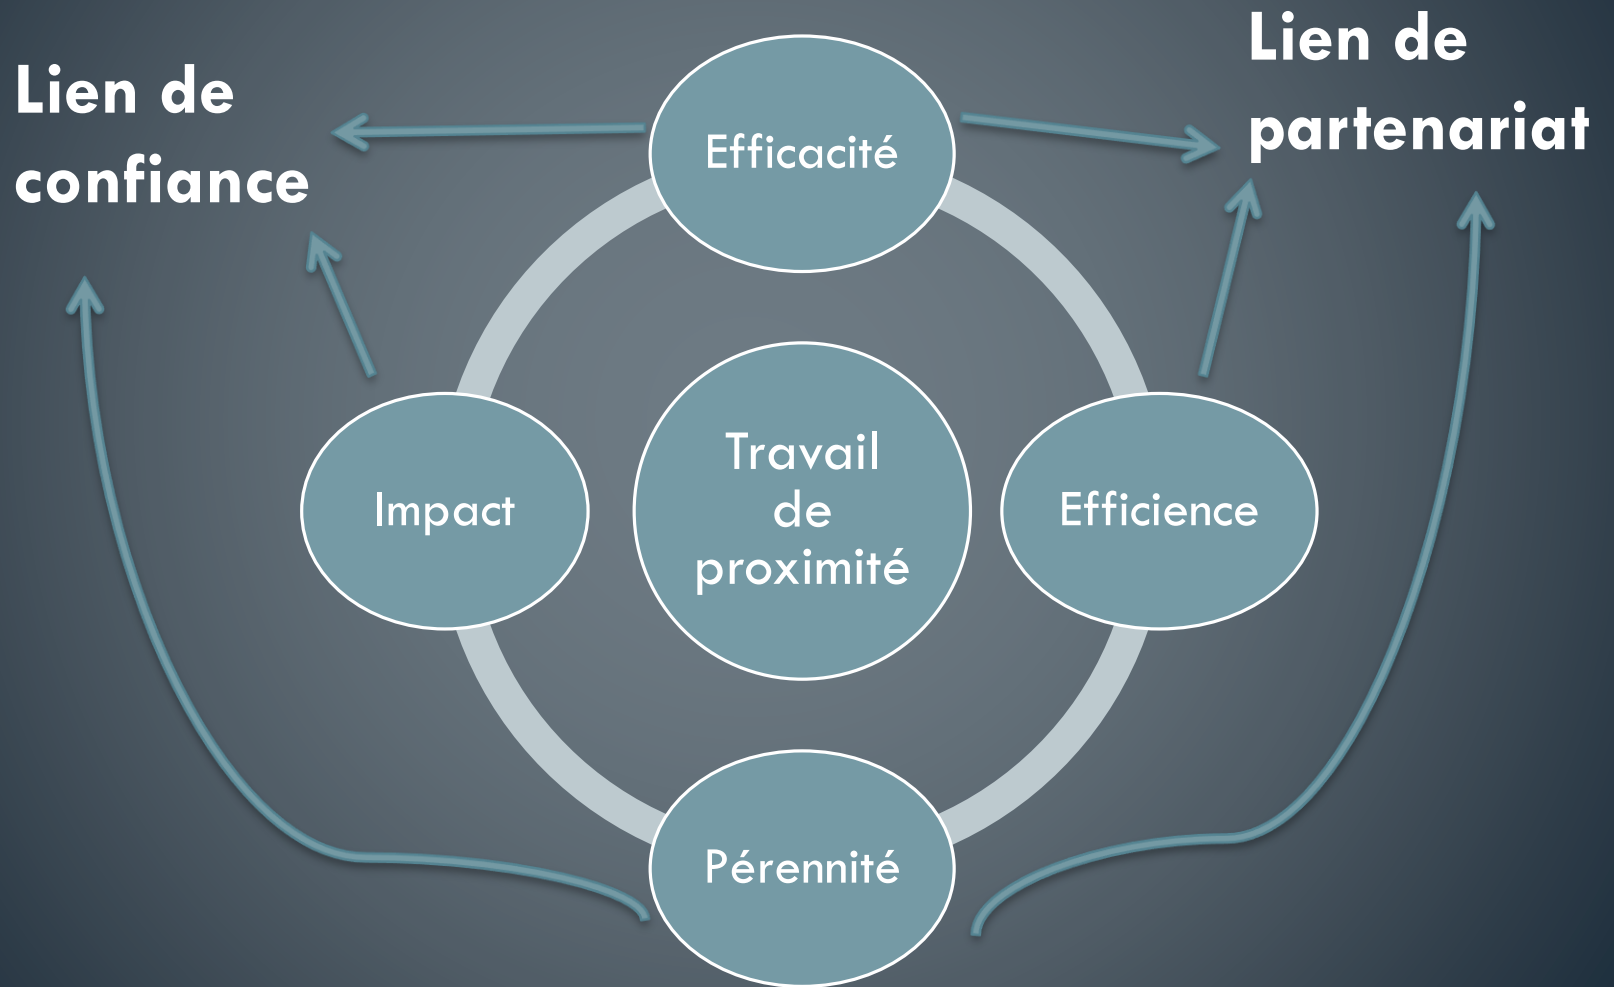 Lien de
confiance
Lien de
partenariat
Efficacité
Impact
Travail
de
proximité
Efficience
Pérennité